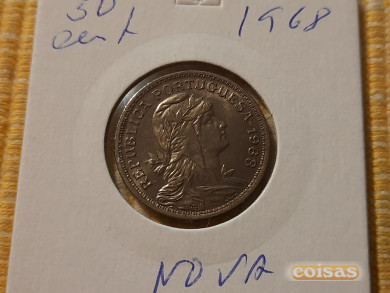 50 1968
cent
REPUBLICA PORTUGUESA 1968
NOVA
coisas